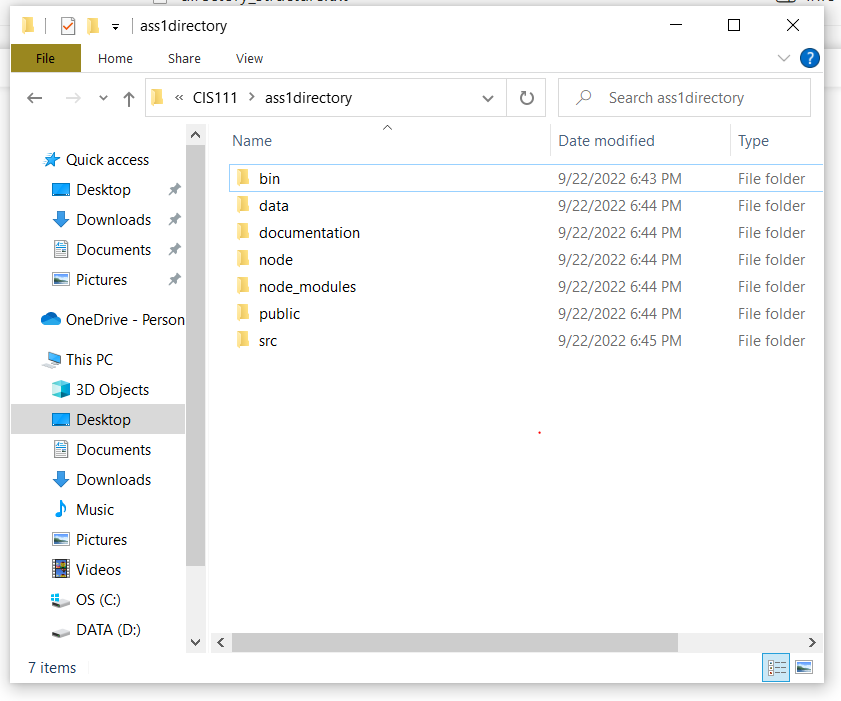 ass1directory
File Home Share View
« CIS111 > ass1directory
Search ass1directory
Name Date modified Type
Quick access
Desktop
Downloads
Documents
Pictures
OneDrive - Person
This PC
3D Objects
Desktop
Documents
Downloads
Music
Pictures
Videos
OS (C:)
DATA (D:)
bin 9/22/2022 6:43 PM File folder
data 9/22/2022 6:44 PM File folder
documentation 9/22/2022 6:44 PM File folder
node 9/22/2022 6:44 PM File folder
node_modules 9/22/2022 6:44 PM File folder
public 9/22/2022 6:44 PM File folder
src 9/22/2022 6:45 PM File folder
7 items